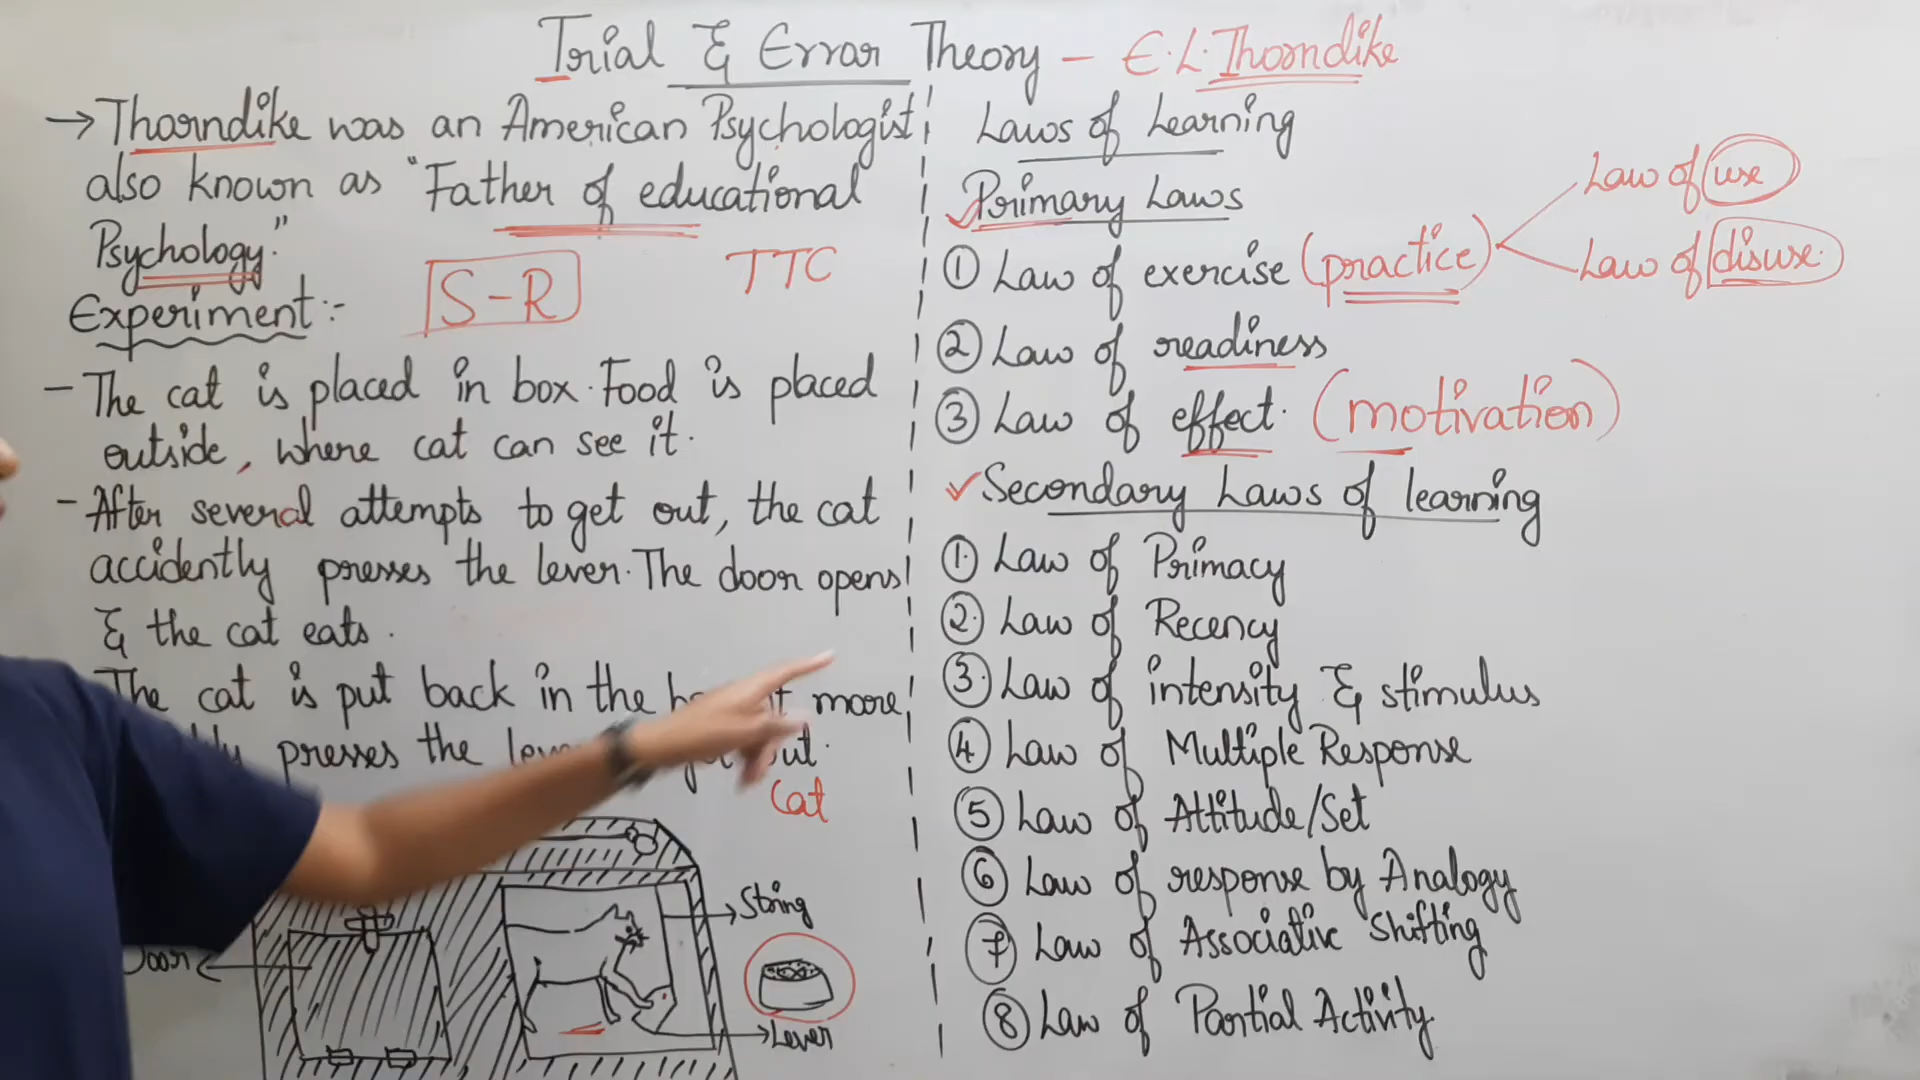 Trial & Error Theory - E.L.Thorndike
→ Thorndike was an American Psychologist
also known as "Father of educational
Psychology."
S-R
TTC
Experiment:-
- The cat is placed in box. Food is placed
outside, where cat can see it.
- After several attempts to get out, the cat
accidently presses the lever. The door opens
& the cat eats.
The cat is put back in the more
presses the out.
Cat
String
Door
Lever
Laws of Learning
Primary Laws
① Law of exercise (practice)
Law of use
Law of disuse.
② Law of readiness
③ Law of effect. (motivation)
Secondary Laws of learning
①. Law of Primacy
②. Law of Recency
③. Law of intensity & stimulus
④ Law of Multiple Response
⑤ Law of Attitude/Set
⑥ Law of response by Analogy
⑦ Law of Associative Shifting
⑧ Law of Partial Activity